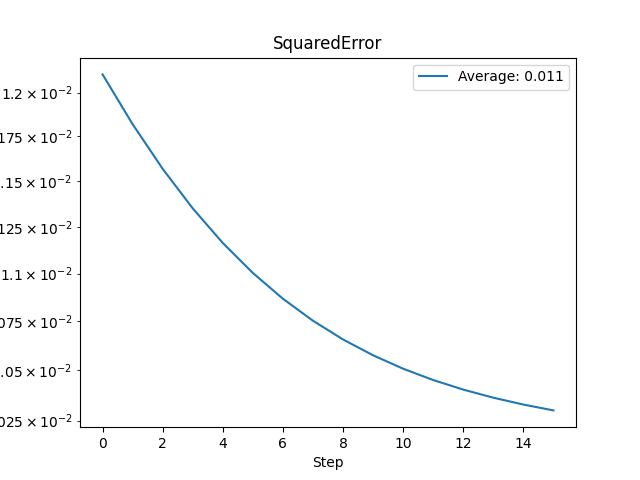 SquaredError
Average: 0.011
1.2 × 10⁻²
175 × 10⁻²
.15 × 10⁻²
125 × 10⁻²
1.1 × 10⁻²
075 × 10⁻²
.05 × 10⁻²
025 × 10⁻²
0 2 4 6 8 10 12 14
Step